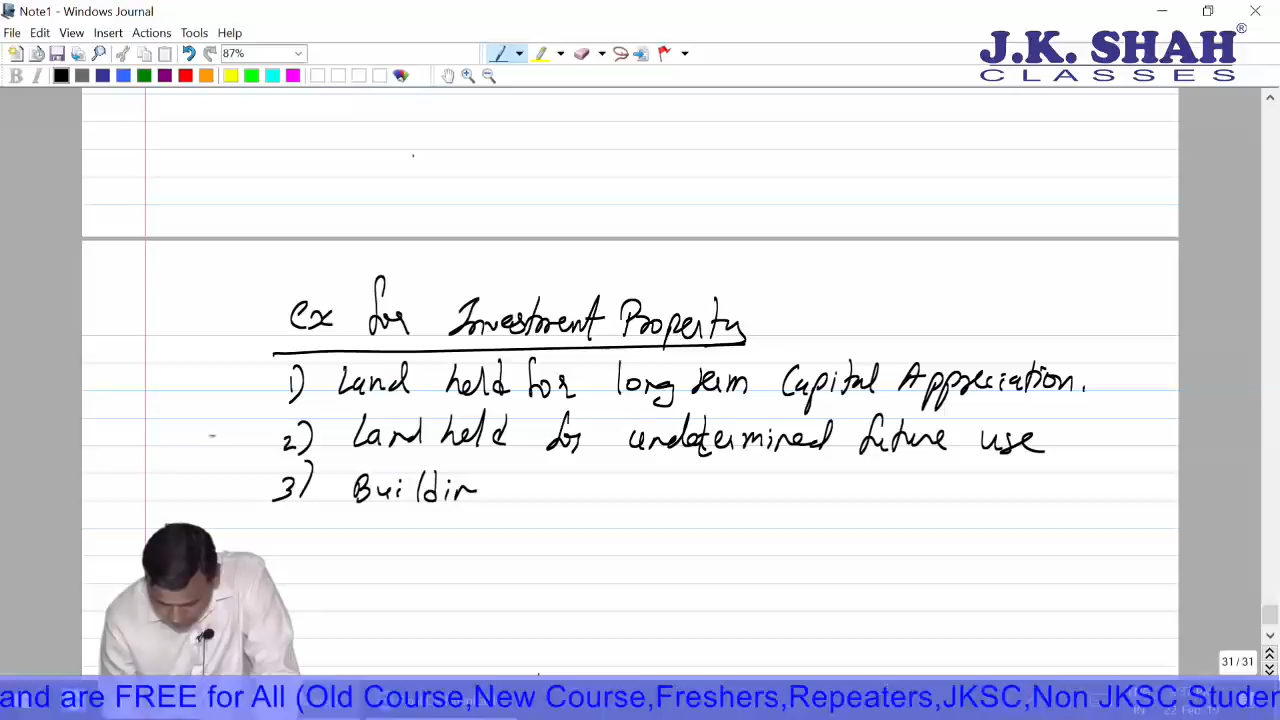 Note1 - Windows Journal
File Edit View Insert Actions Tools Help
87%
B I
J.K. SHAH®
CLASSES
ex for Investment Property
1) Land held for long term Capital Appreciation.
2) Land held for undetermined future use
3) Buildin
31 / 31
and are FREE for All (Old Course,New Course,Freshers,Repeaters,JKSC,Non JKSC Studen